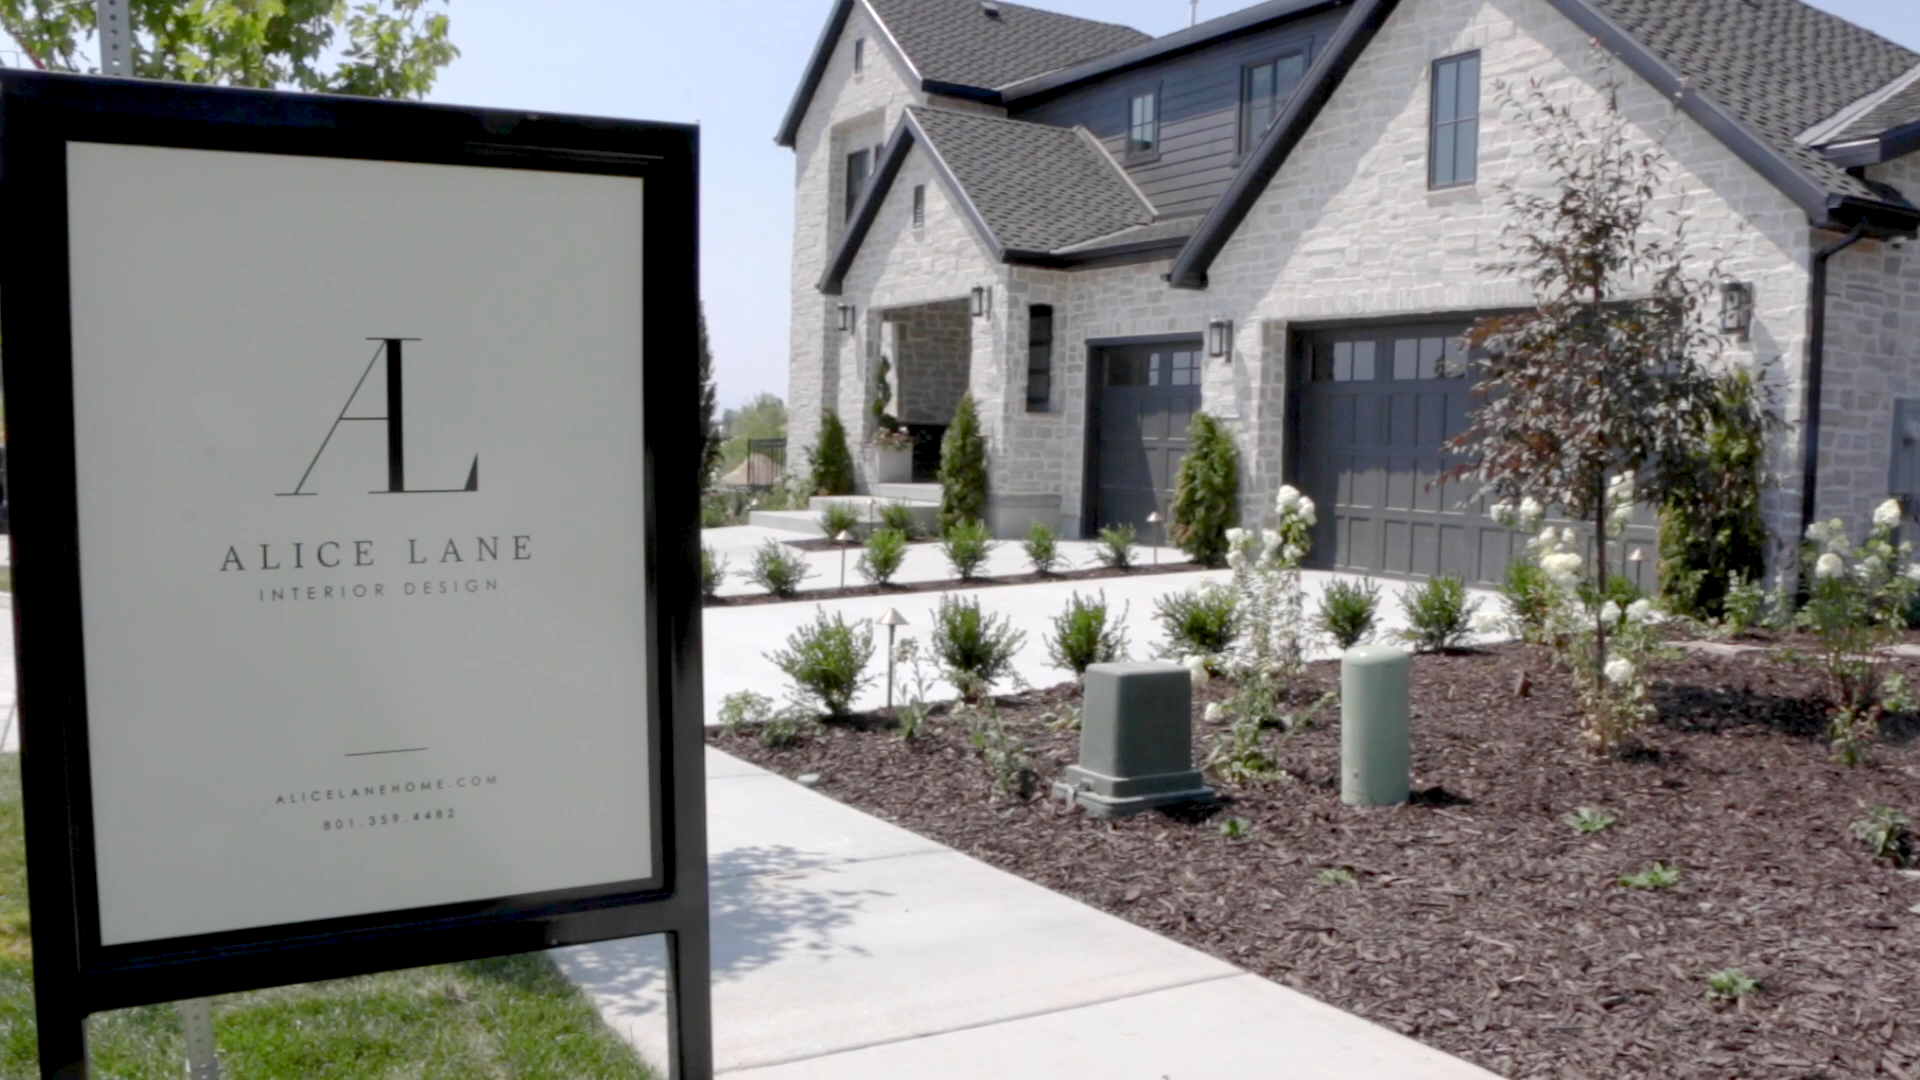 AL
ALICE LANE
INTERIOR DESIGN
ALICELANEHOME.COM
801.359.4482